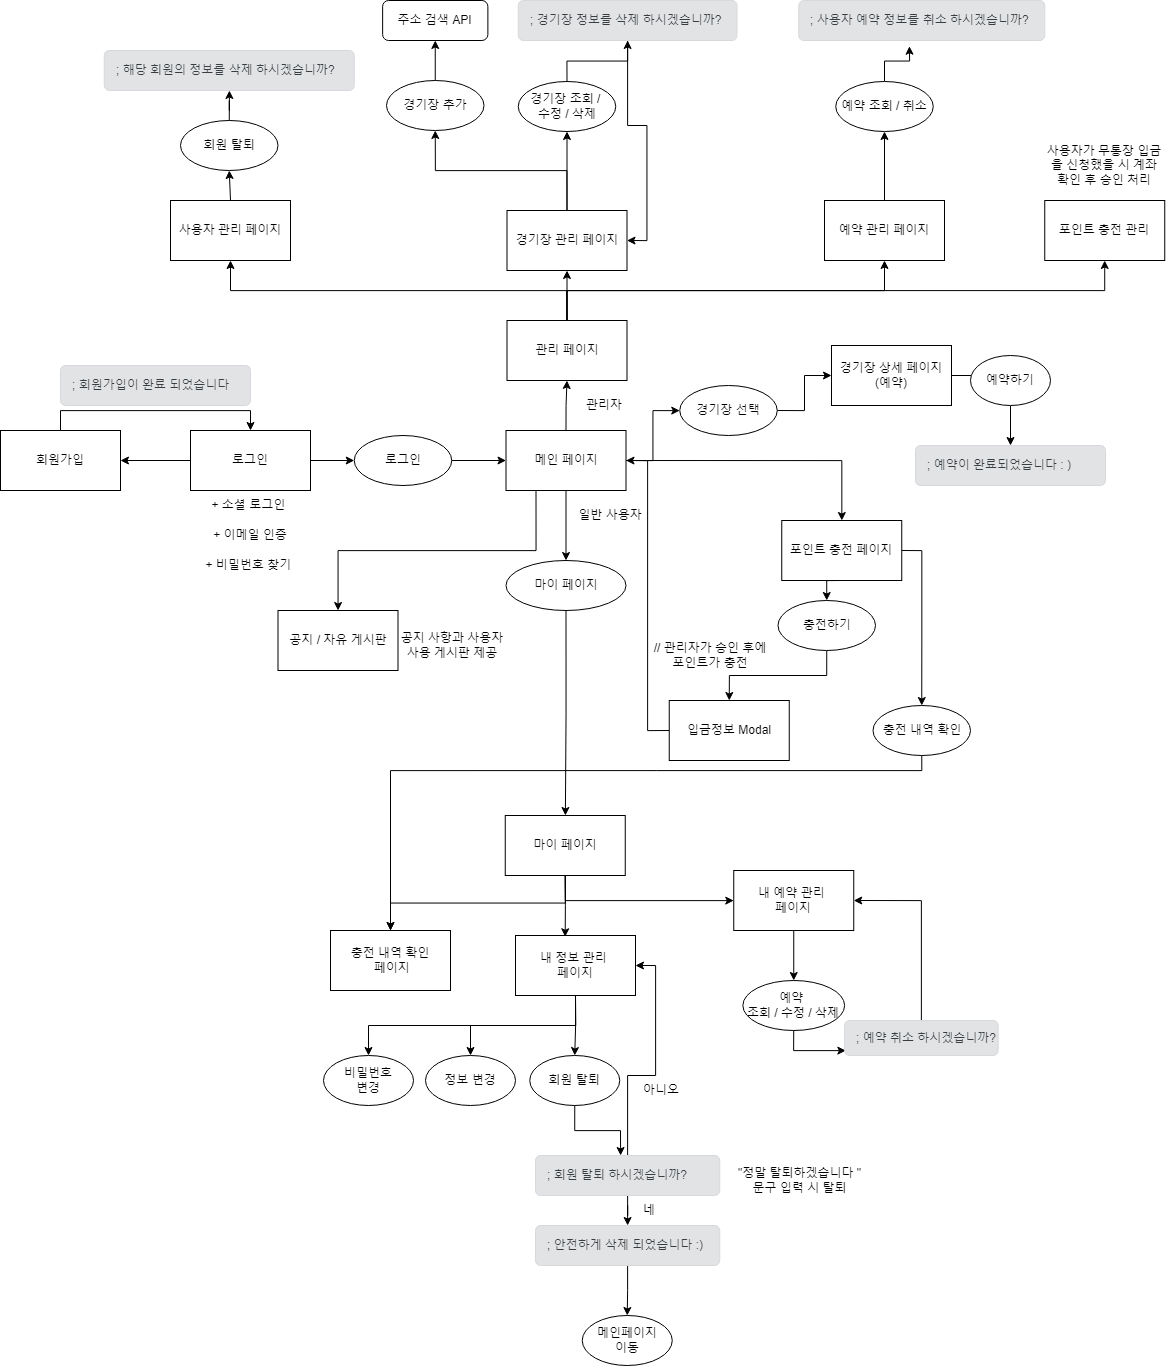 주소 검색 API
; 경기장 정보를 삭제 하시겠습니까?
; 사용자 예약 정보를 취소 하시겠습니까?
; 해당 회원의 정보를 삭제 하시겠습니까?
경기장 추가
경기장 조회 /
수정 / 삭제
예약 조회 / 취소
회원 탈퇴
사용자가 무통장 입금
을 신청했을 시 계좌
확인 후 승인 처리
사용자 관리 페이지
경기장 관리 페이지
예약 관리 페이지
포인트 충전 관리
관리 페이지
관리자
; 회원가입이 완료 되었습니다
경기장 상세 페이지
(예약)
예약하기
경기장 선택
회원가입
로그인
로그인
메인 페이지
; 예약이 완료되었습니다 : )
+ 소셜 로그인
+ 이메일 인증
+ 비밀번호 찾기
일반 사용자
포인트 충전 페이지
마이 페이지
충전하기
공지 / 자유 게시판
공지 사항과 사용자
사용 게시판 제공
// 관리자가 승인 후에
포인트가 충전
입금정보 Modal
충전 내역 확인
마이 페이지
내 예약 관리
페이지
충전 내역 확인
페이지
내 정보 관리
페이지
예약
조회 / 수정 / 삭제
; 예약 취소 하시겠습니까?
비밀번호
변경
정보 변경
회원 탈퇴
아니오
; 회원 탈퇴 하시겠습니까?
"정말 탈퇴하겠습니다 "
문구 입력 시 탈퇴
네
; 안전하게 삭제 되었습니다 :)
메인페이지
이동